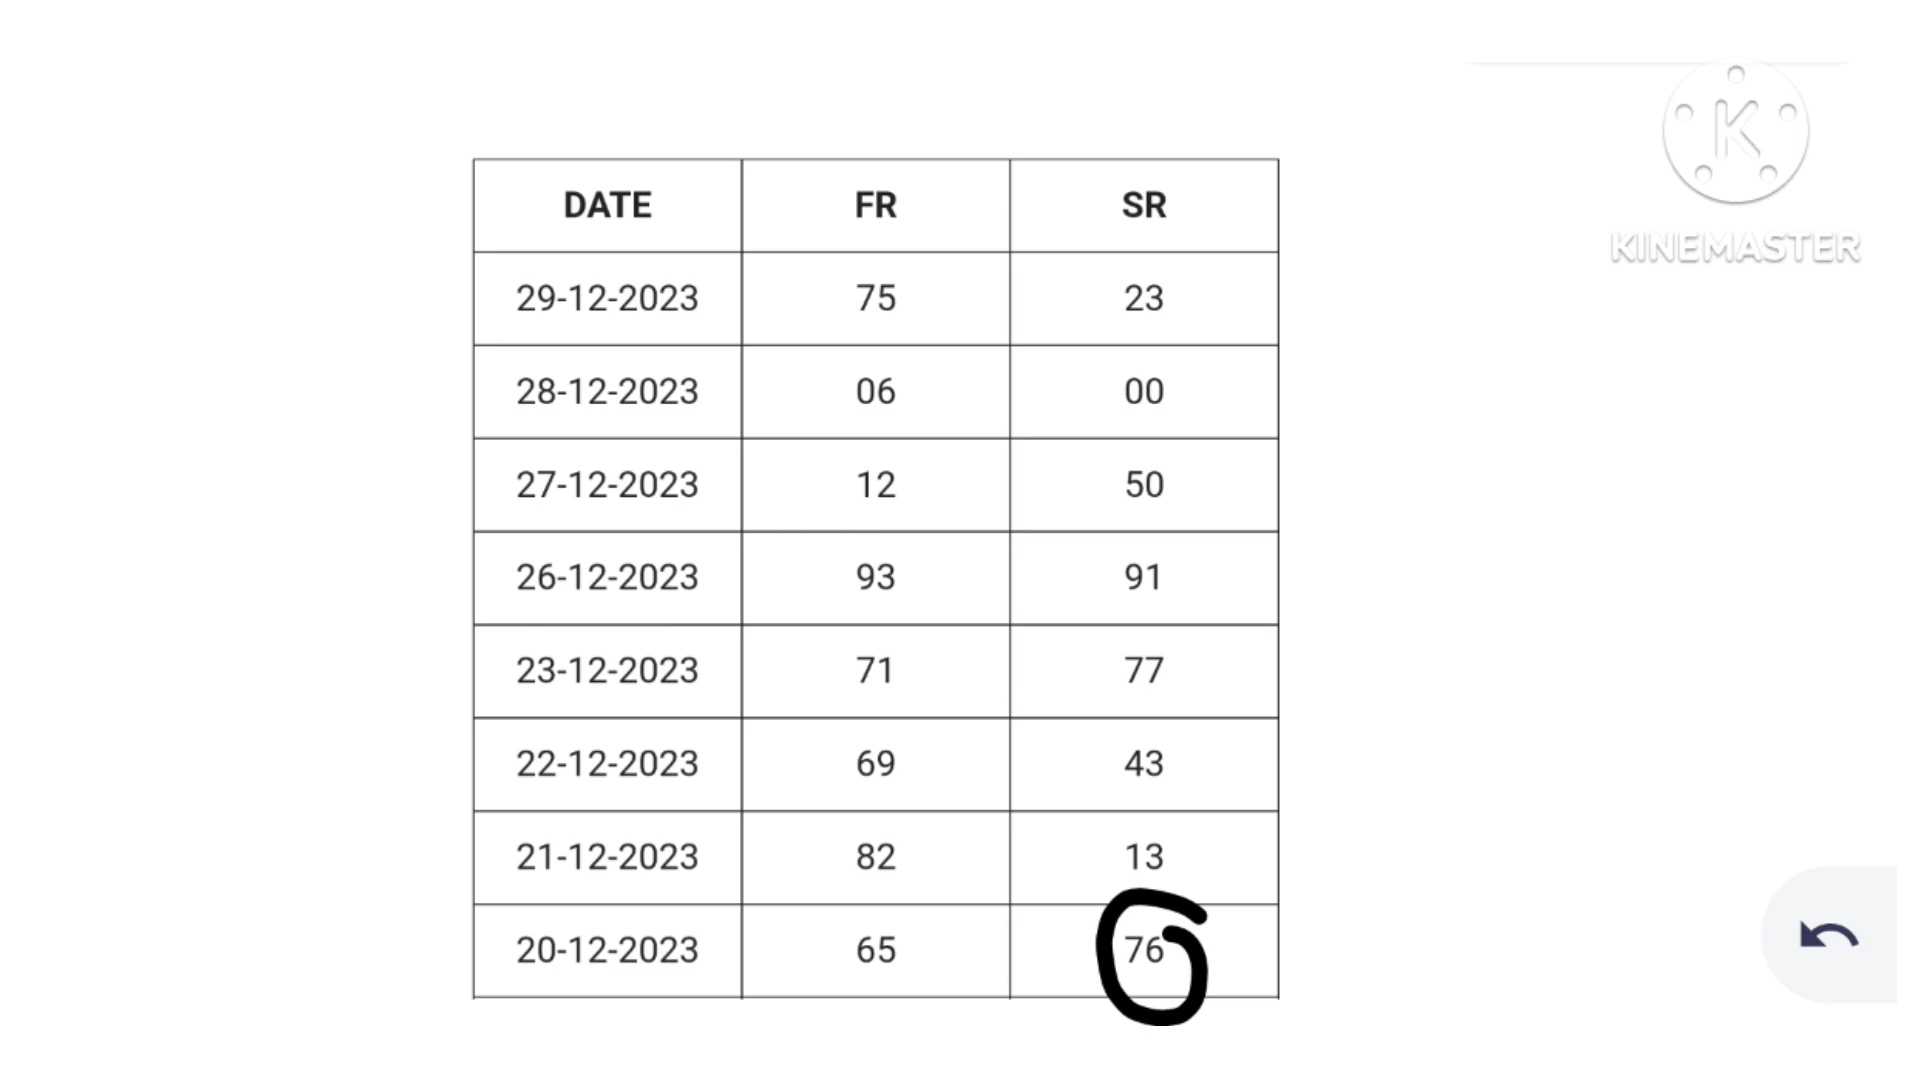 DATE FR SR
29-12-2023 75 23
28-12-2023 06 00
27-12-2023 12 50
26-12-2023 93 91
23-12-2023 71 77
22-12-2023 69 43
21-12-2023 82 13
20-12-2023 65 76
K
KINEMASTER